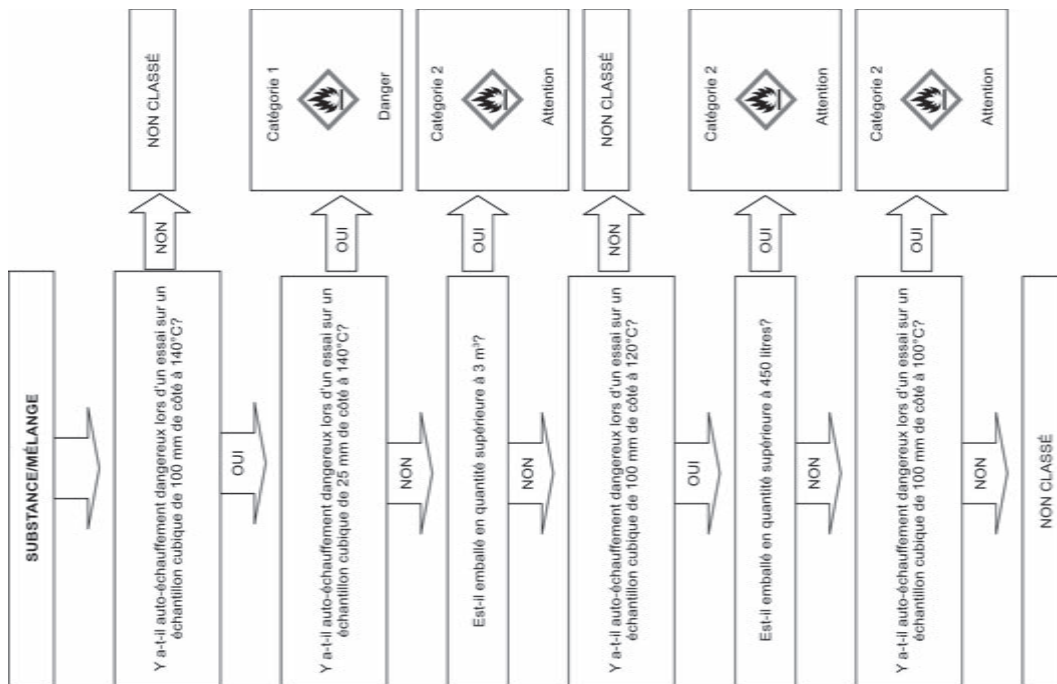 SUBSTANCE/MÉLANGE
Y a-t-il auto-échauffement dangereux lors d'un essai sur un
échantillon cubique de 100 mm de côté à 140°C?
NON
NON CLASSÉ
OUI
Y a-t-il auto-échauffement dangereux lors d'un essai sur un
échantillon cubique de 25 mm de côté à 140°C?
OUI
Catégorie 1
Danger
NON
Est-il emballé en quantité supérieure à 3 m³?
OUI
Catégorie 2
Attention
NON
Y a-t-il auto-échauffement dangereux lors d'un essai sur un
échantillon cubique de 100 mm de côté à 120°C?
NON
NON CLASSÉ
OUI
Est-il emballé en quantité supérieure à 450 litres?
OUI
Catégorie 2
Attention
NON
Y a-t-il auto-échauffement dangereux lors d'un essai sur un
échantillon cubique de 100 mm de côté à 100°C?
OUI
Catégorie 2
Attention
NON
NON CLASSÉ